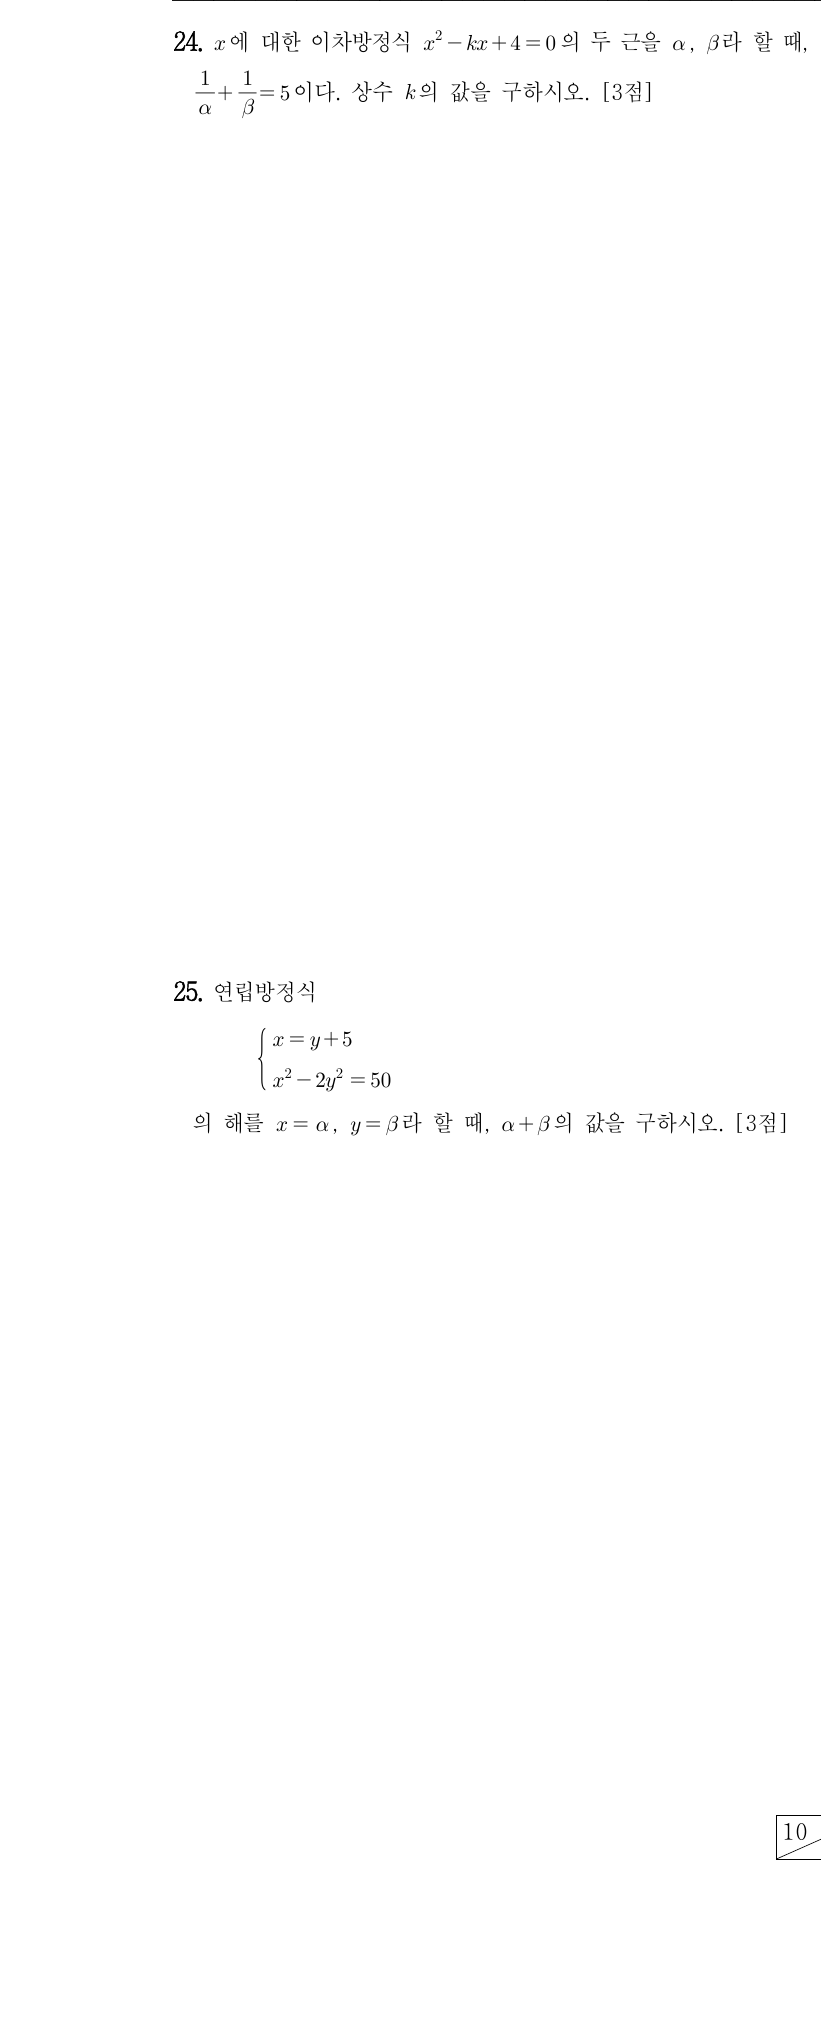 24. x에 대한 이차방정식 x² − kx + 4 = 0의 두 근을 α, β라 할 때,
1/α + 1/β = 5이다. 상수 k의 값을 구하시오. [3점]
25. 연립방정식
{ x = y + 5
x² − 2y² = 50
의 해를 x = α, y = β라 할 때, α + β의 값을 구하시오. [3점]
10